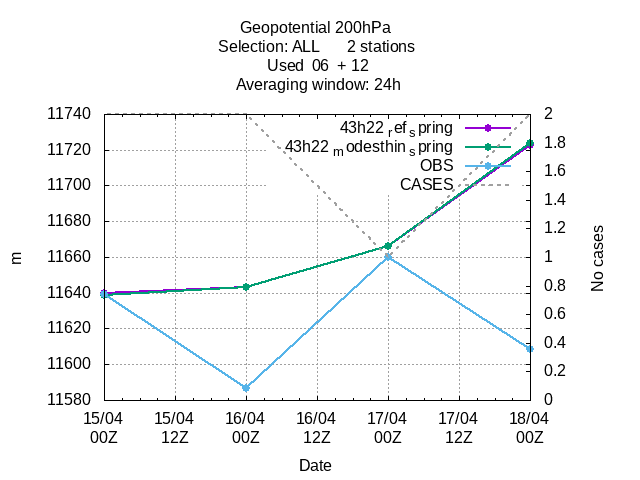 Geopotential 200hPa
Selection: ALL 2 stations
Used 06 + 12
Averaging window: 24h
11740
11720
11700
11680
11660
11640
11620
11600
11580
m
43h22 refspring
43h22 modesthinspring
OBS
CASES
2
1.8
1.6
1.4
1.2
1
0.8
0.6
0.4
0.2
0
No cases
15/04 15/04 16/04 16/04 17/04 17/04 18/04
00Z 12Z 00Z 12Z 00Z 12Z 00Z
Date